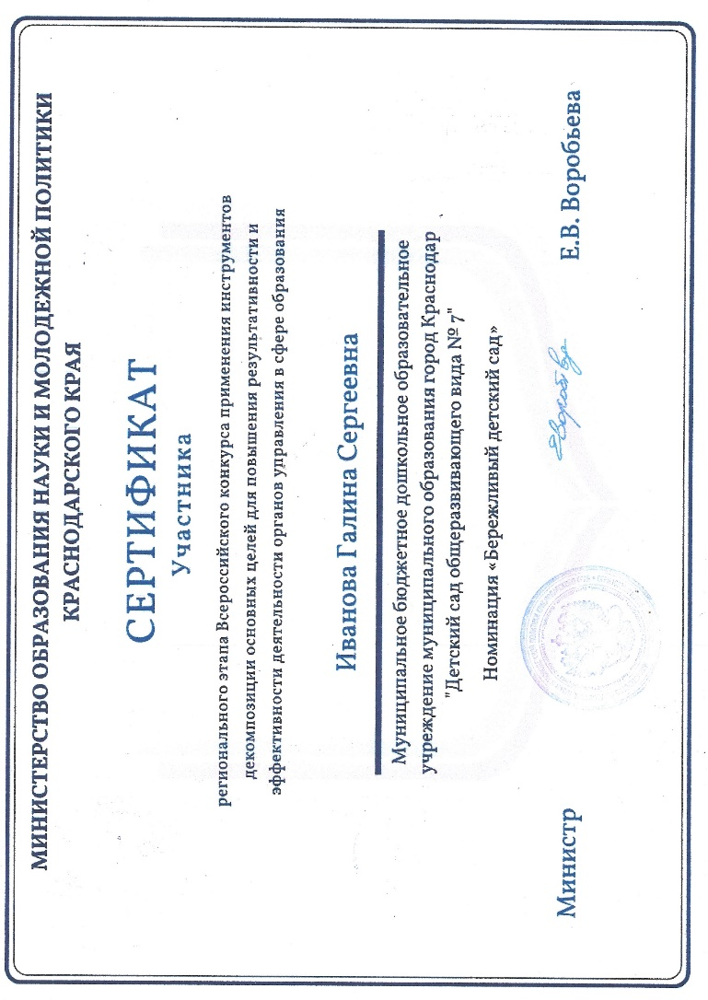 МИНИСТЕРСТВО ОБРАЗОВАНИЯ НАУКИ И МОЛОДЕЖНОЙ ПОЛИТИКИ
КРАСНОДАРСКОГО КРАЯ
СЕРТИФИКАТ
Участника
регионального этапа Всероссийского конкурса применения инструментов
декомпозиции основных целей для повышения результативности и
эффективности деятельности органов управления в сфере образования
Иванова Галина Сергеевна
Муниципальное бюджетное дошкольное образовательное
учреждение муниципального образования город Краснодар
"Детский сад общеразвивающего вида № 7"
Номинация «Бережливый детский сад»
Министр
Е.В. Воробьева